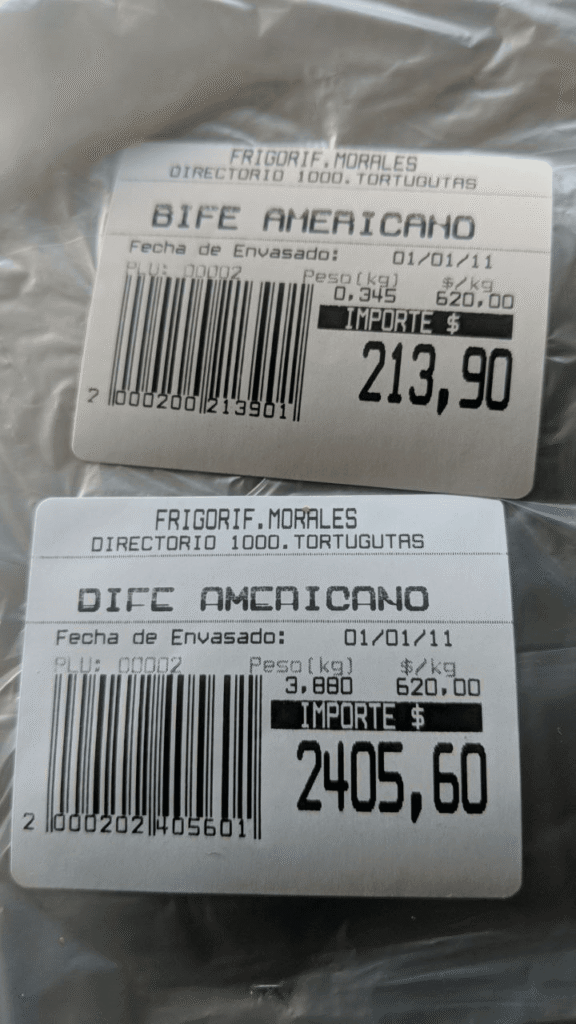 FRIGORIF.MORALES
DIRECTORIO 1000.TORTUGUTAS
BIFE AMERICANO
Fecha de Envasado: 01/01/11
PLU: 00002 Peso(kg) $/kg
0,345 620,00
IMPORTE $
213,90
2 000200 213901
FRIGORIF.MORALES
DIRECTORIO 1000.TORTUGUTAS
BIFE AMERICANO
Fecha de Envasado: 01/01/11
PLU: 00002 Peso(kg) $/kg
3,880 620,00
IMPORTE $
2405,60
2 000202 405601